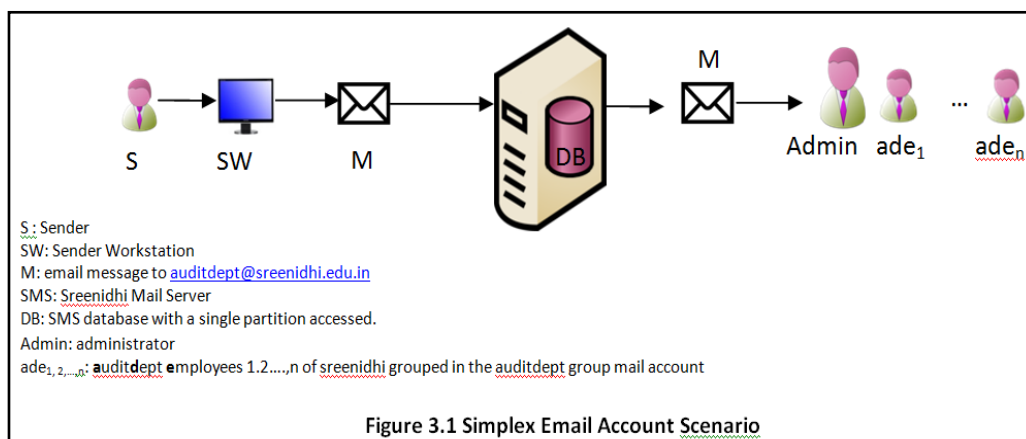 M
S SW M DB Admin ade₁ ... adeₙ
S : Sender
SW: Sender Workstation
M: email message to auditdept@sreenidhi.edu.in
SMS: Sreenidhi Mail Server
DB: SMS database with a single partition accessed.
Admin: administrator
ade₁, ₂,...,ₙ: auditdept employees 1.2....,n of sreenidhi grouped in the auditdept group mail account
Figure 3.1 Simplex Email Account Scenario